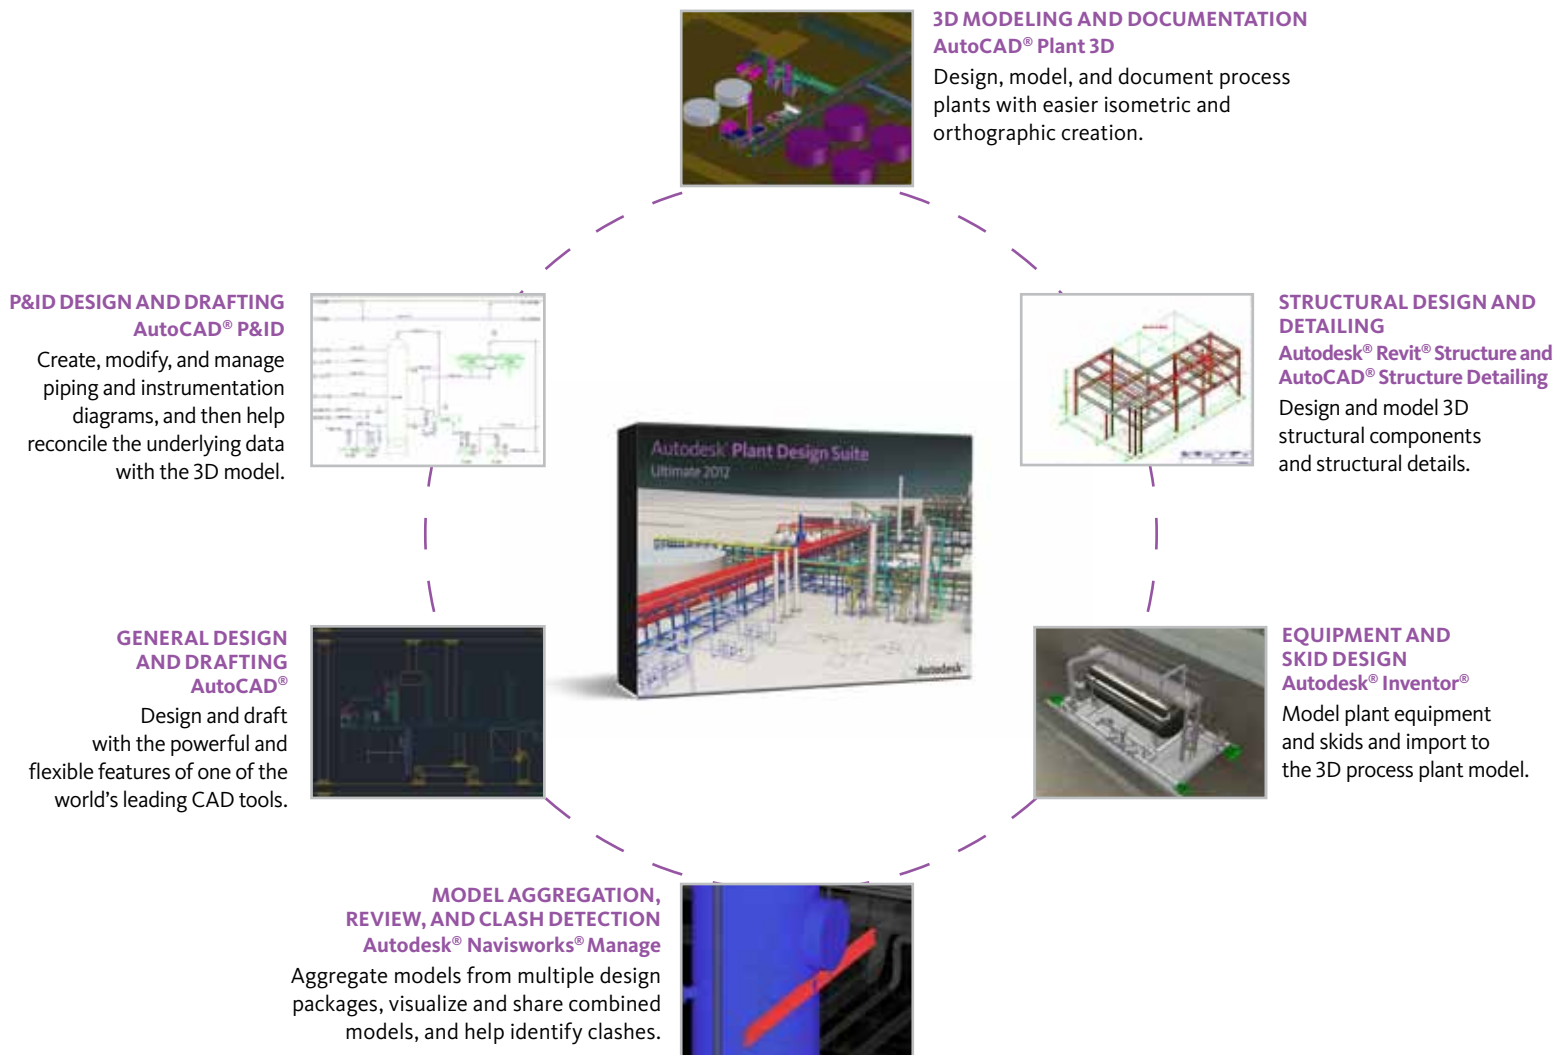 3D MODELING AND DOCUMENTATION
AutoCAD® Plant 3D
Design, model, and document process
plants with easier isometric and
orthographic creation.
P&ID DESIGN AND DRAFTING
AutoCAD® P&ID
Create, modify, and manage
piping and instrumentation
diagrams, and then help
reconcile the underlying data
with the 3D model.
STRUCTURAL DESIGN AND
DETAILING
Autodesk® Revit® Structure and
AutoCAD® Structure Detailing
Design and model 3D
structural components
and structural details.
Autodesk® Plant Design Suite
Ultimate 2012
Autodesk®
GENERAL DESIGN
AND DRAFTING
AutoCAD®
Design and draft
with the powerful and
flexible features of one of the
world's leading CAD tools.
EQUIPMENT AND
SKID DESIGN
Autodesk® Inventor®
Model plant equipment
and skids and import to
the 3D process plant model.
MODEL AGGREGATION,
REVIEW, AND CLASH DETECTION
Autodesk® Navisworks® Manage
Aggregate models from multiple design
packages, visualize and share combined
models, and help identify clashes.